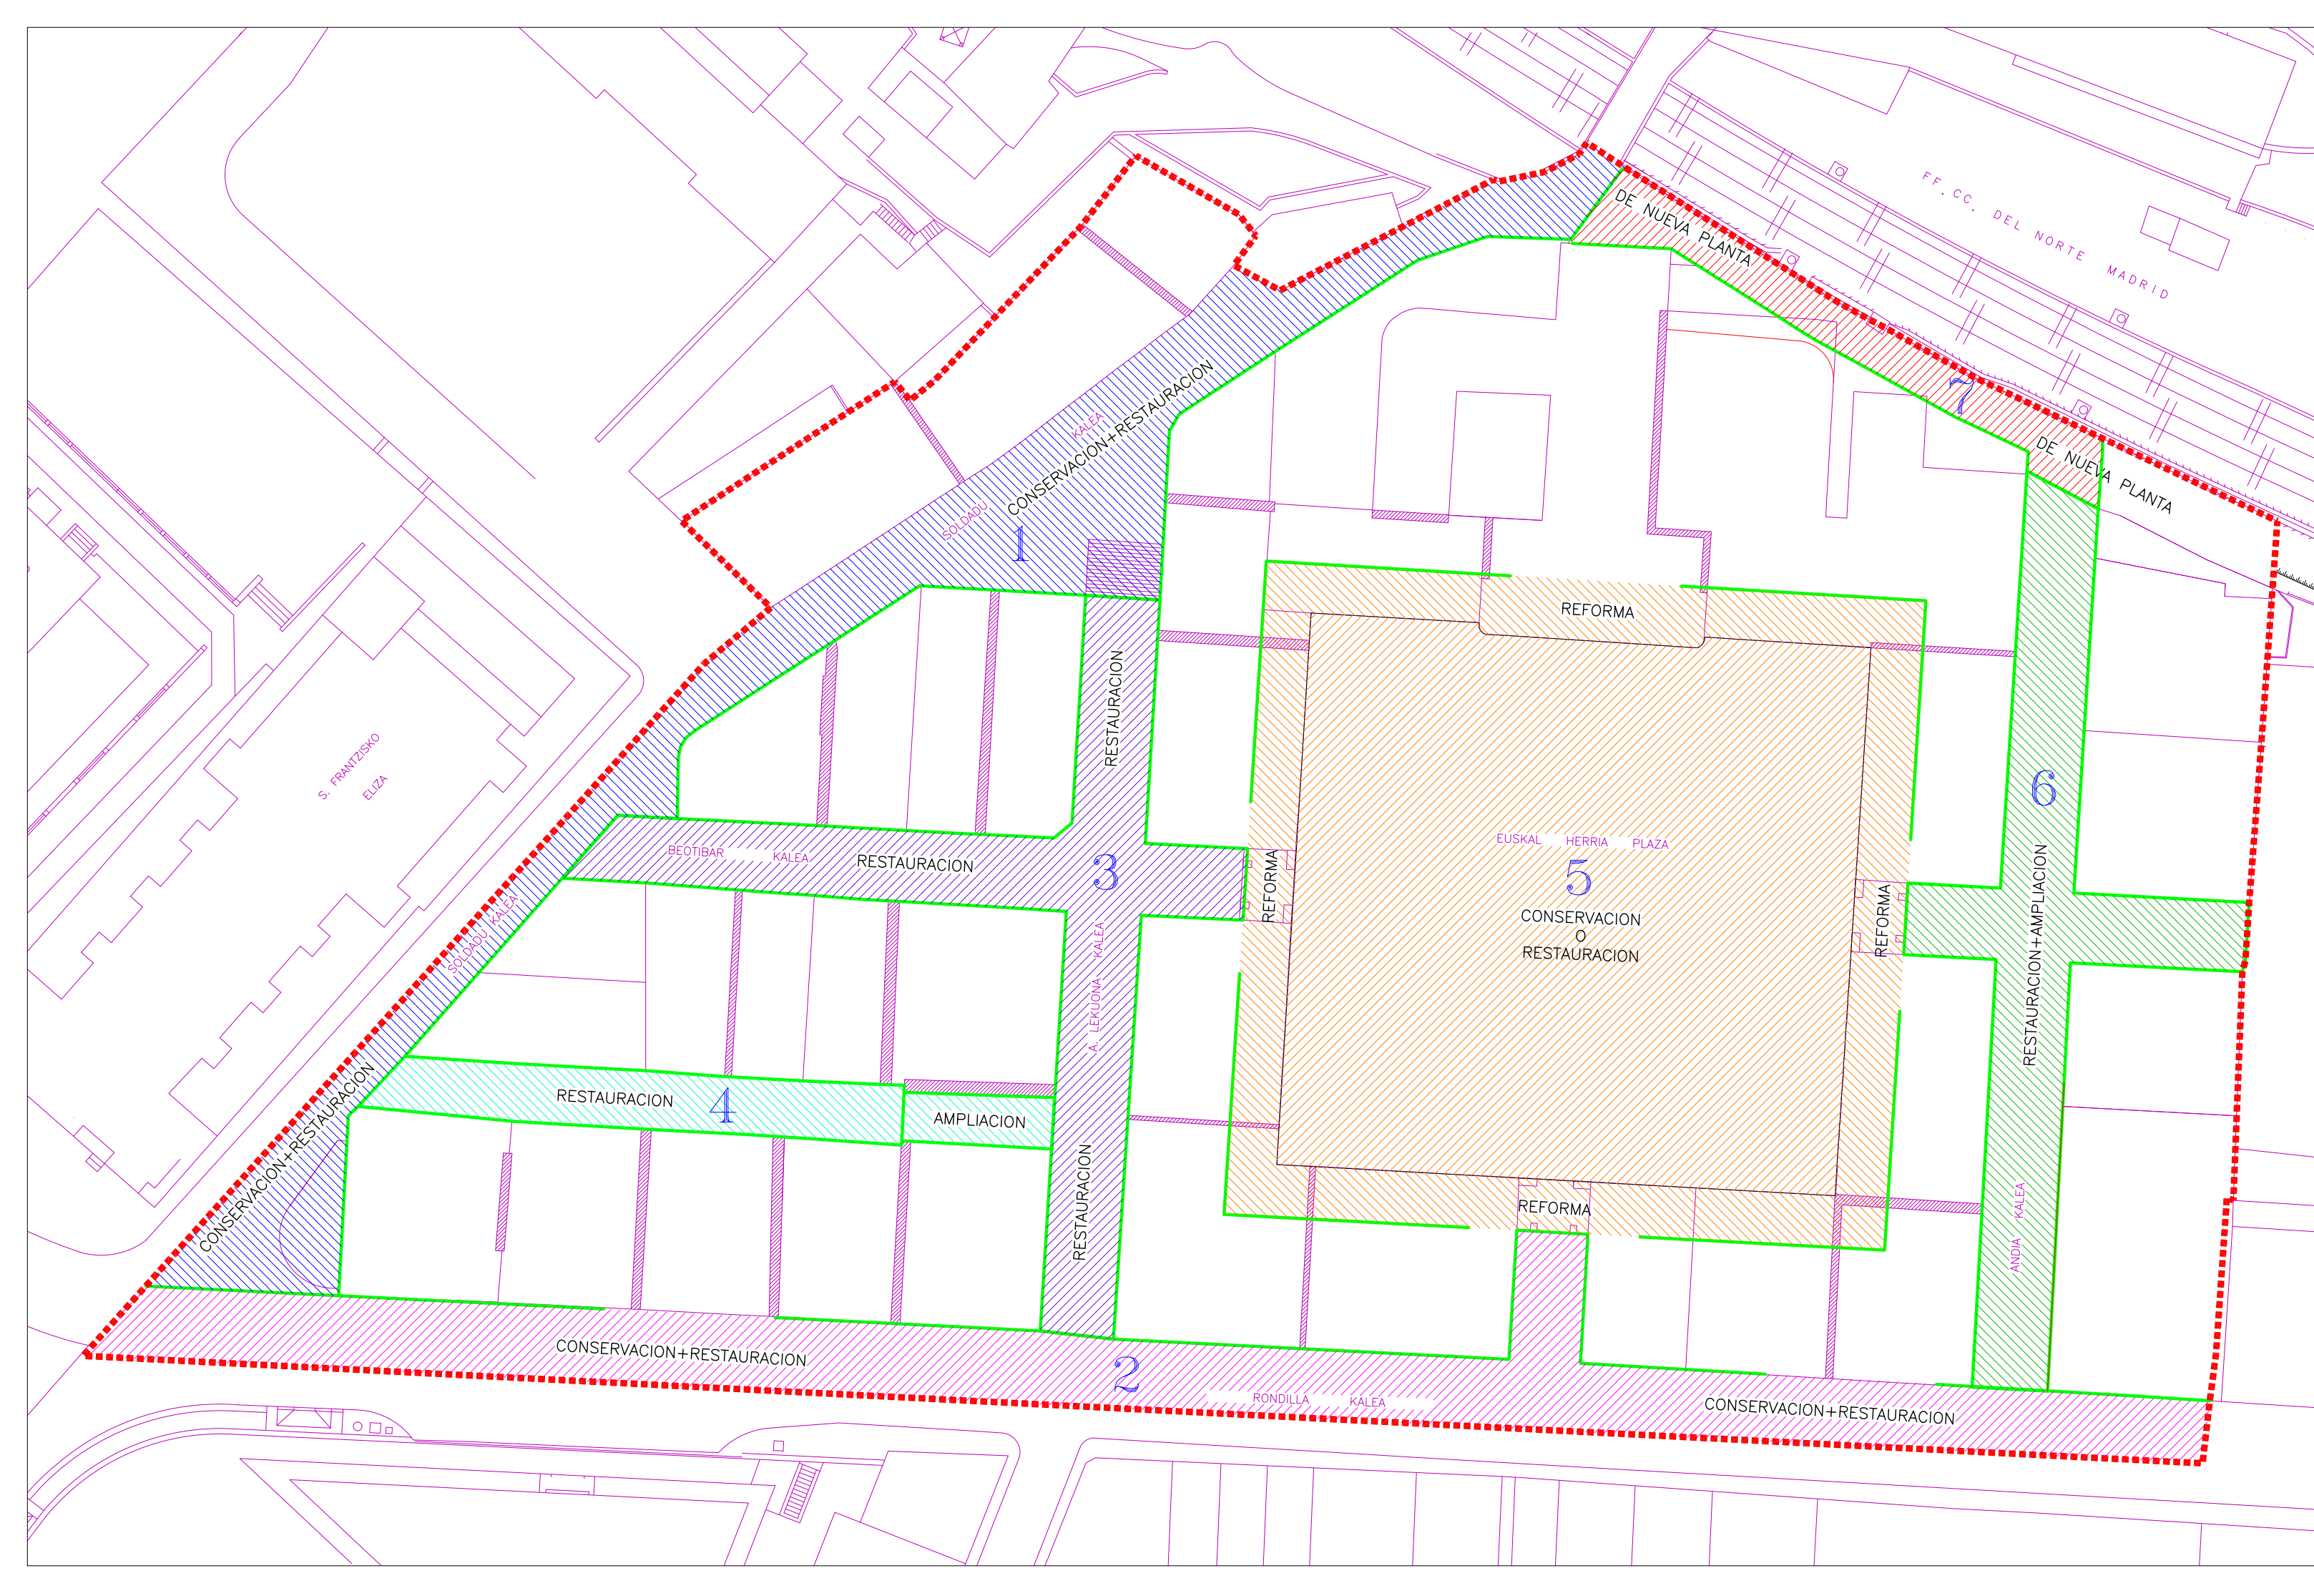 FF.CC. DEL NORTE MADRID
DE NUEVA PLANTA
7
DE NUEVA PLANTA
SOLDADU KALEA
CONSERVACION+RESTAURACION
1
REFORMA
RESTAURACION
S. FRANTZISKO
ELIZA
BEOTIBAR KALEA
RESTAURACION
3
REFORMA
EUSKAL HERRIA PLAZA
5
CONSERVACION
O
RESTAURACION
REFORMA
6
RESTAURACION+AMPLIACION
SOLDADU KALEA
A. LEKUONA KALEA
CONSERVACION+RESTAURACION
RESTAURACION
4
AMPLIACION
RESTAURACION
REFORMA
ANDIA KALEA
CONSERVACION+RESTAURACION
2
RONDILLA KALEA
CONSERVACION+RESTAURACION